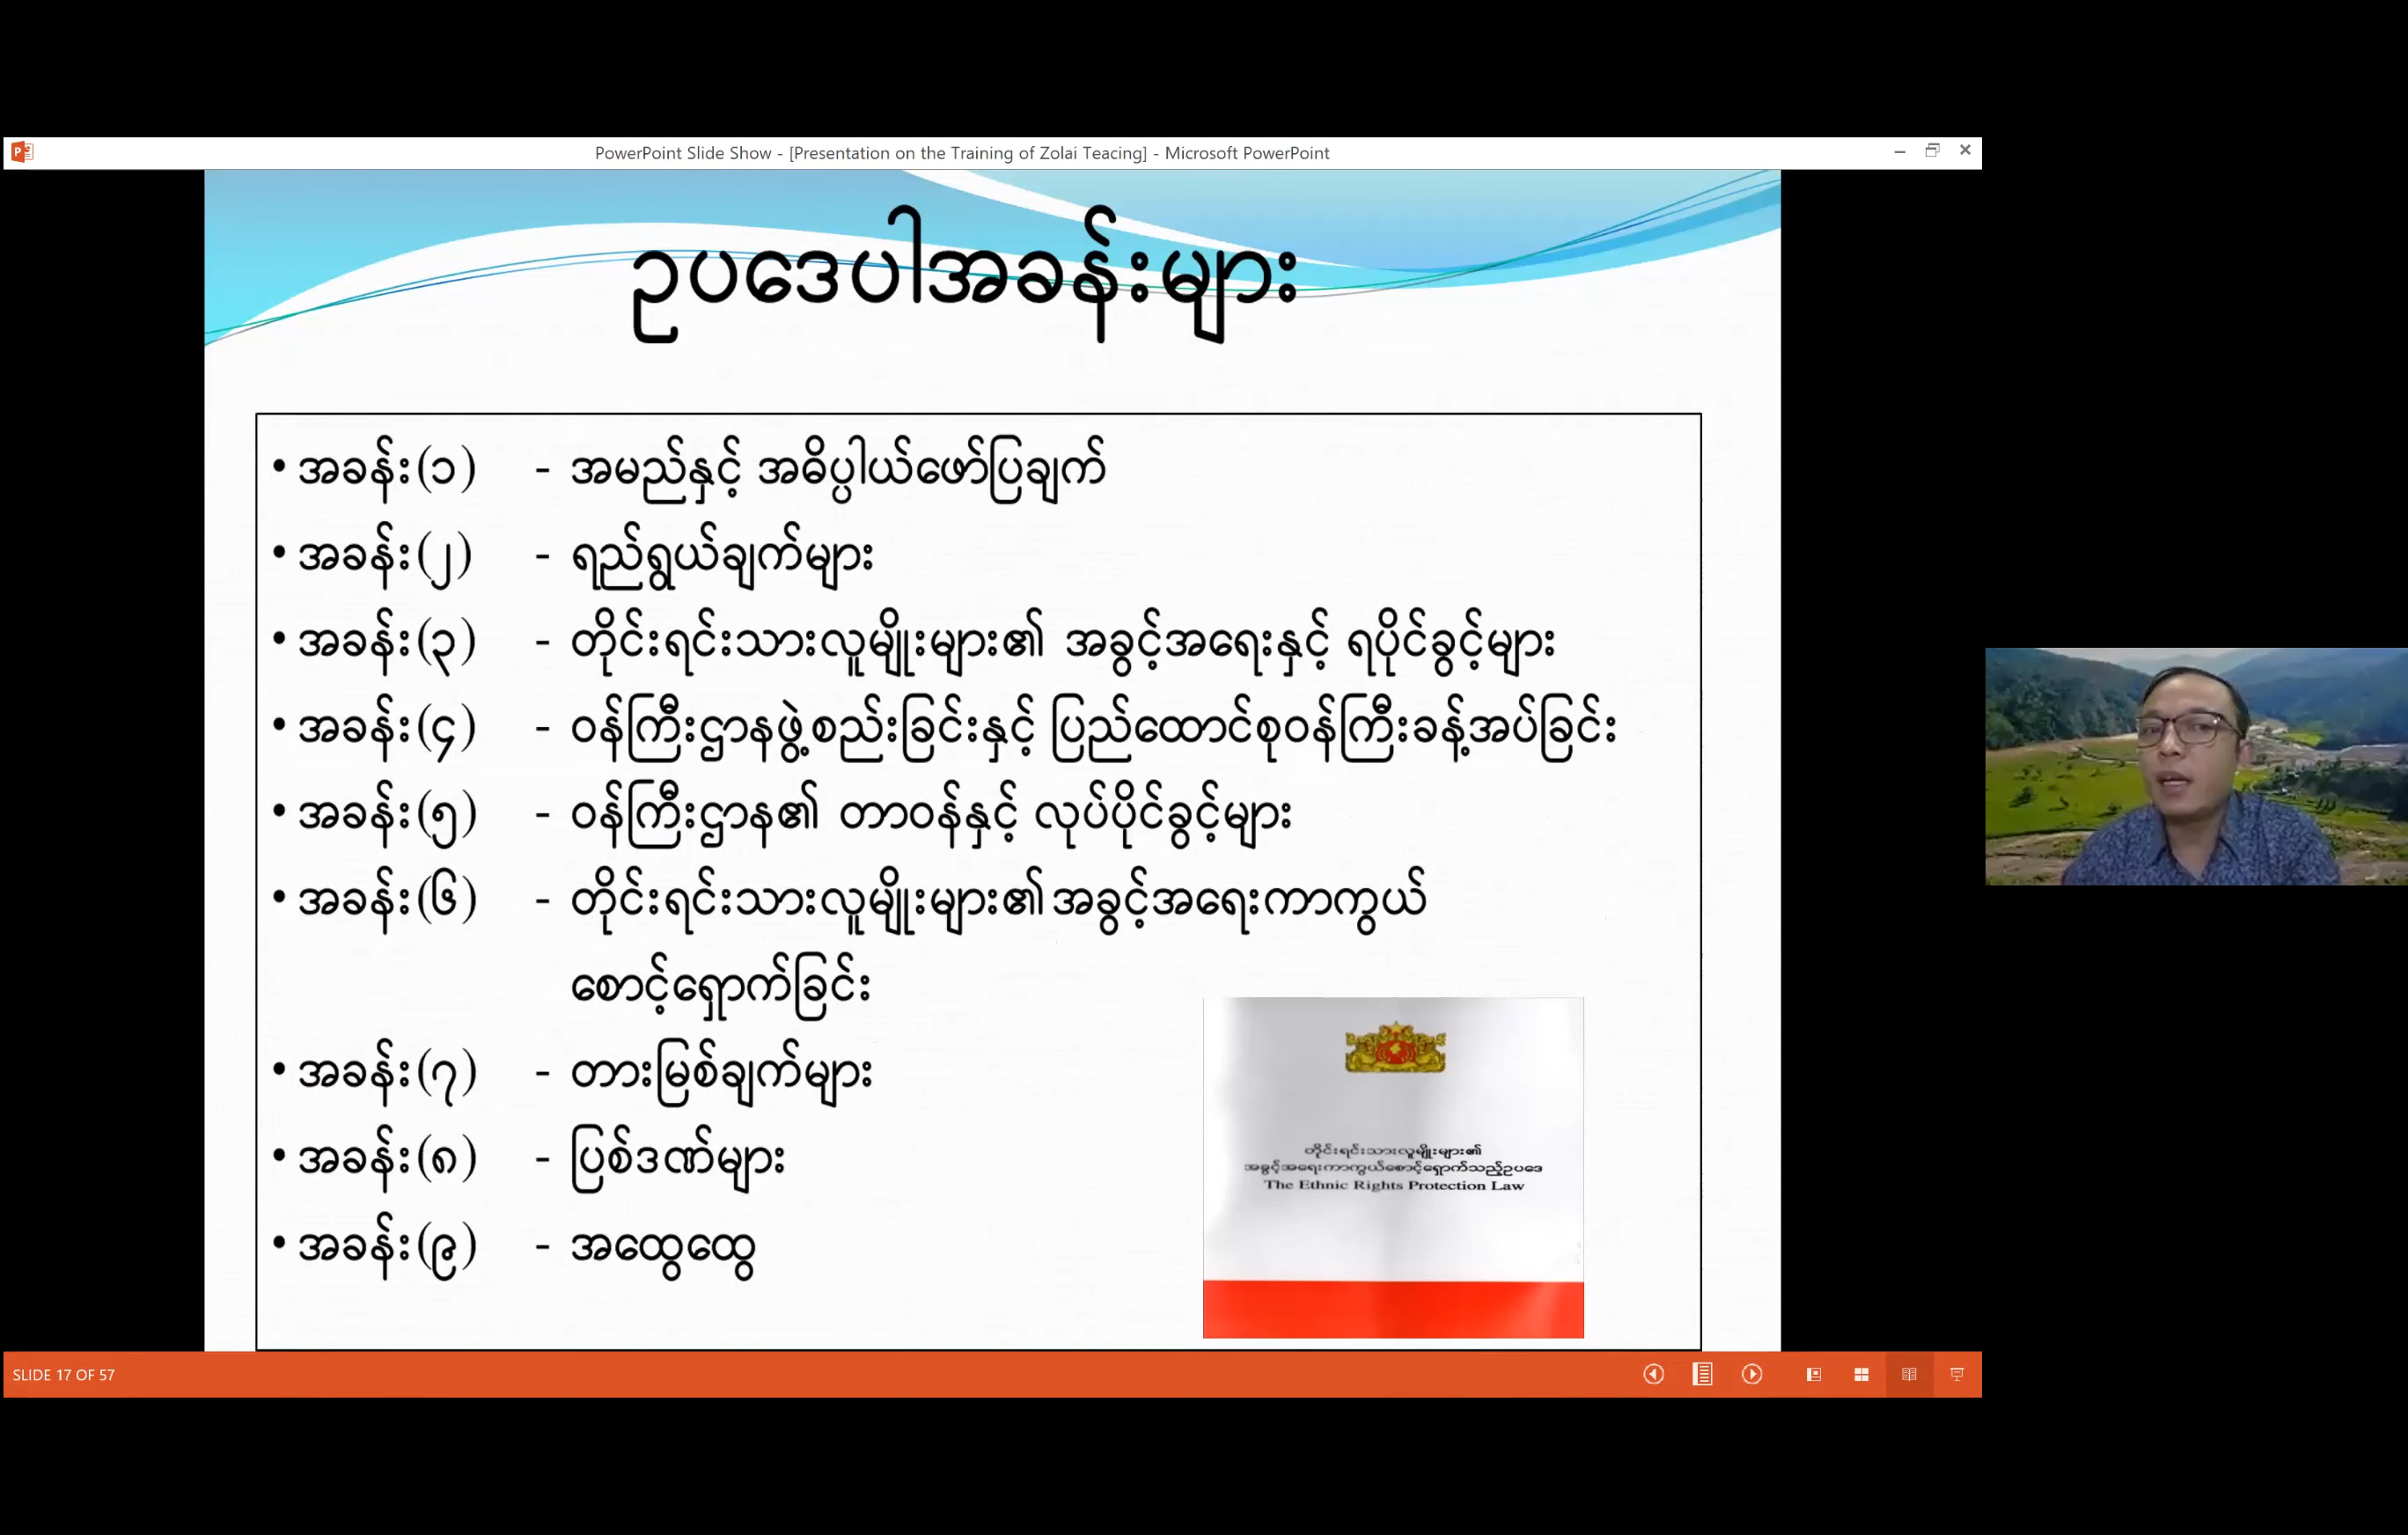 PowerPoint Slide Show - [Presentation on the Training of Zolai Teacing] - Microsoft PowerPoint
ဥပဒေပါအခန်းများ
• အခန်း(၁) - အမည်နှင့် အဓိပ္ပါယ်ဖော်ပြချက်
• အခန်း(၂) - ရည်ရွယ်ချက်များ
• အခန်း(၃) - တိုင်းရင်းသားလူမျိုးများ၏ အခွင့်အရေးနှင့် ရပိုင်ခွင့်များ
• အခန်း(၄) - ဝန်ကြီးဌာနဖွဲ့စည်းခြင်းနှင့် ပြည်ထောင်စုဝန်ကြီးခန့်အပ်ခြင်း
• အခန်း(၅) - ဝန်ကြီးဌာန၏ တာဝန်နှင့် လုပ်ပိုင်ခွင့်များ
• အခန်း(၆) - တိုင်းရင်းသားလူမျိုးများ၏ အခွင့်အရေးကာကွယ်
စောင့်ရှောက်ခြင်း
• အခန်း(၇) - တားမြစ်ချက်များ
• အခန်း(၈) - ပြစ်ဒဏ်များ
• အခန်း(၉) - အထွေထွေ
တိုင်းရင်းသားလူမျိုးများ၏
အခွင့်အရေးကာကွယ်စောင့်ရှောက်သည့်ဥပဒေ
The Ethnic Rights Protection Law
SLIDE 17 OF 57